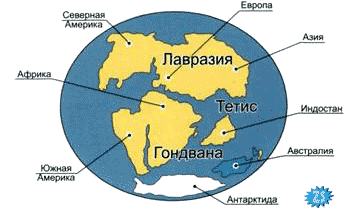 Северная
Америка
Европа
Азия
Лавразия
Африка
Тетис
Индостан
Гондвана
Австралия
Южная
Америка
Антарктида